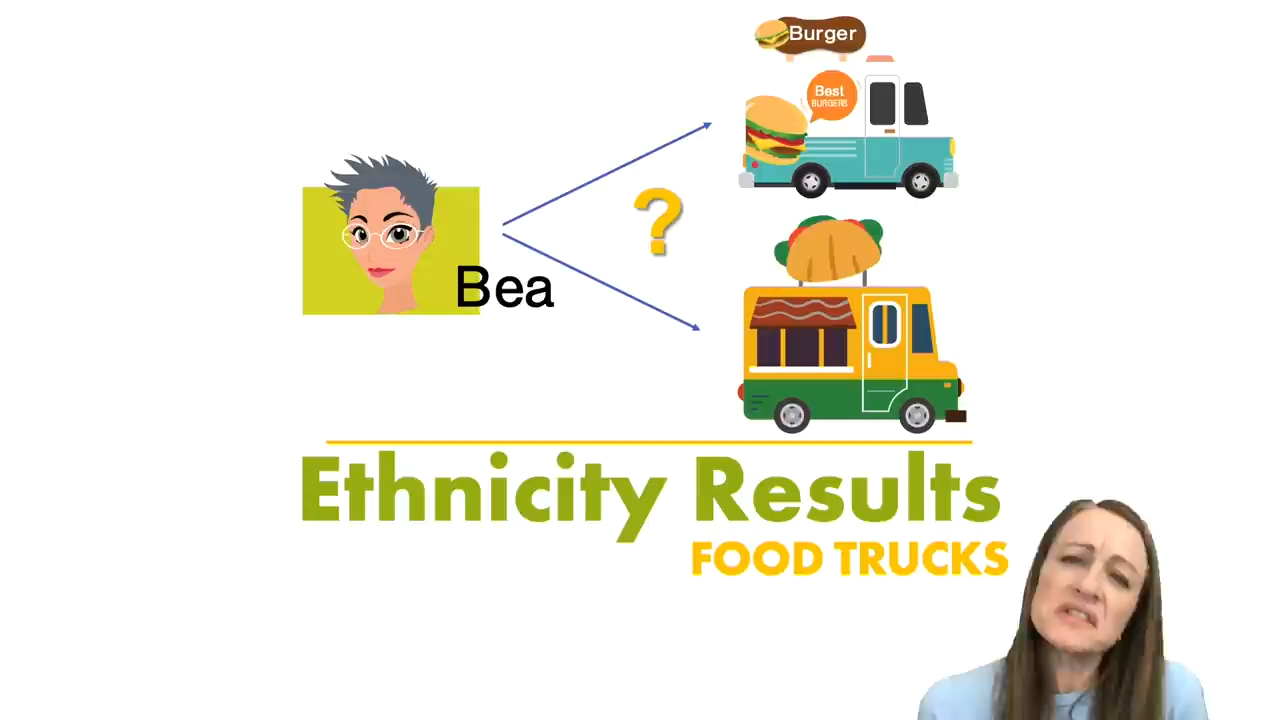 Burger
Best
BURGERS
Bea
?
Ethnicity Results
FOOD TRUCKS